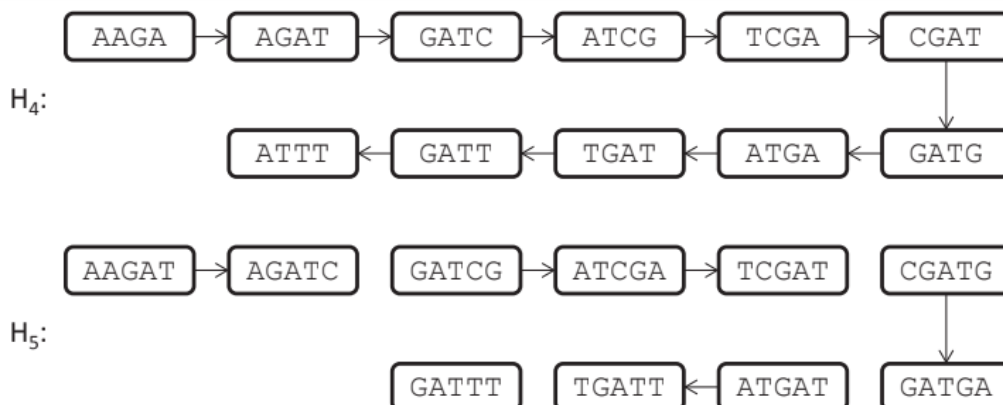 AAGA AGAT GATC ATCG TCGA CGAT
H₄:
ATTT GATT TGAT ATGA GATG
AAGAT AGATC GATCG ATCGA TCGAT CGATG
H₅:
GATTT TGATT ATGAT GATGA